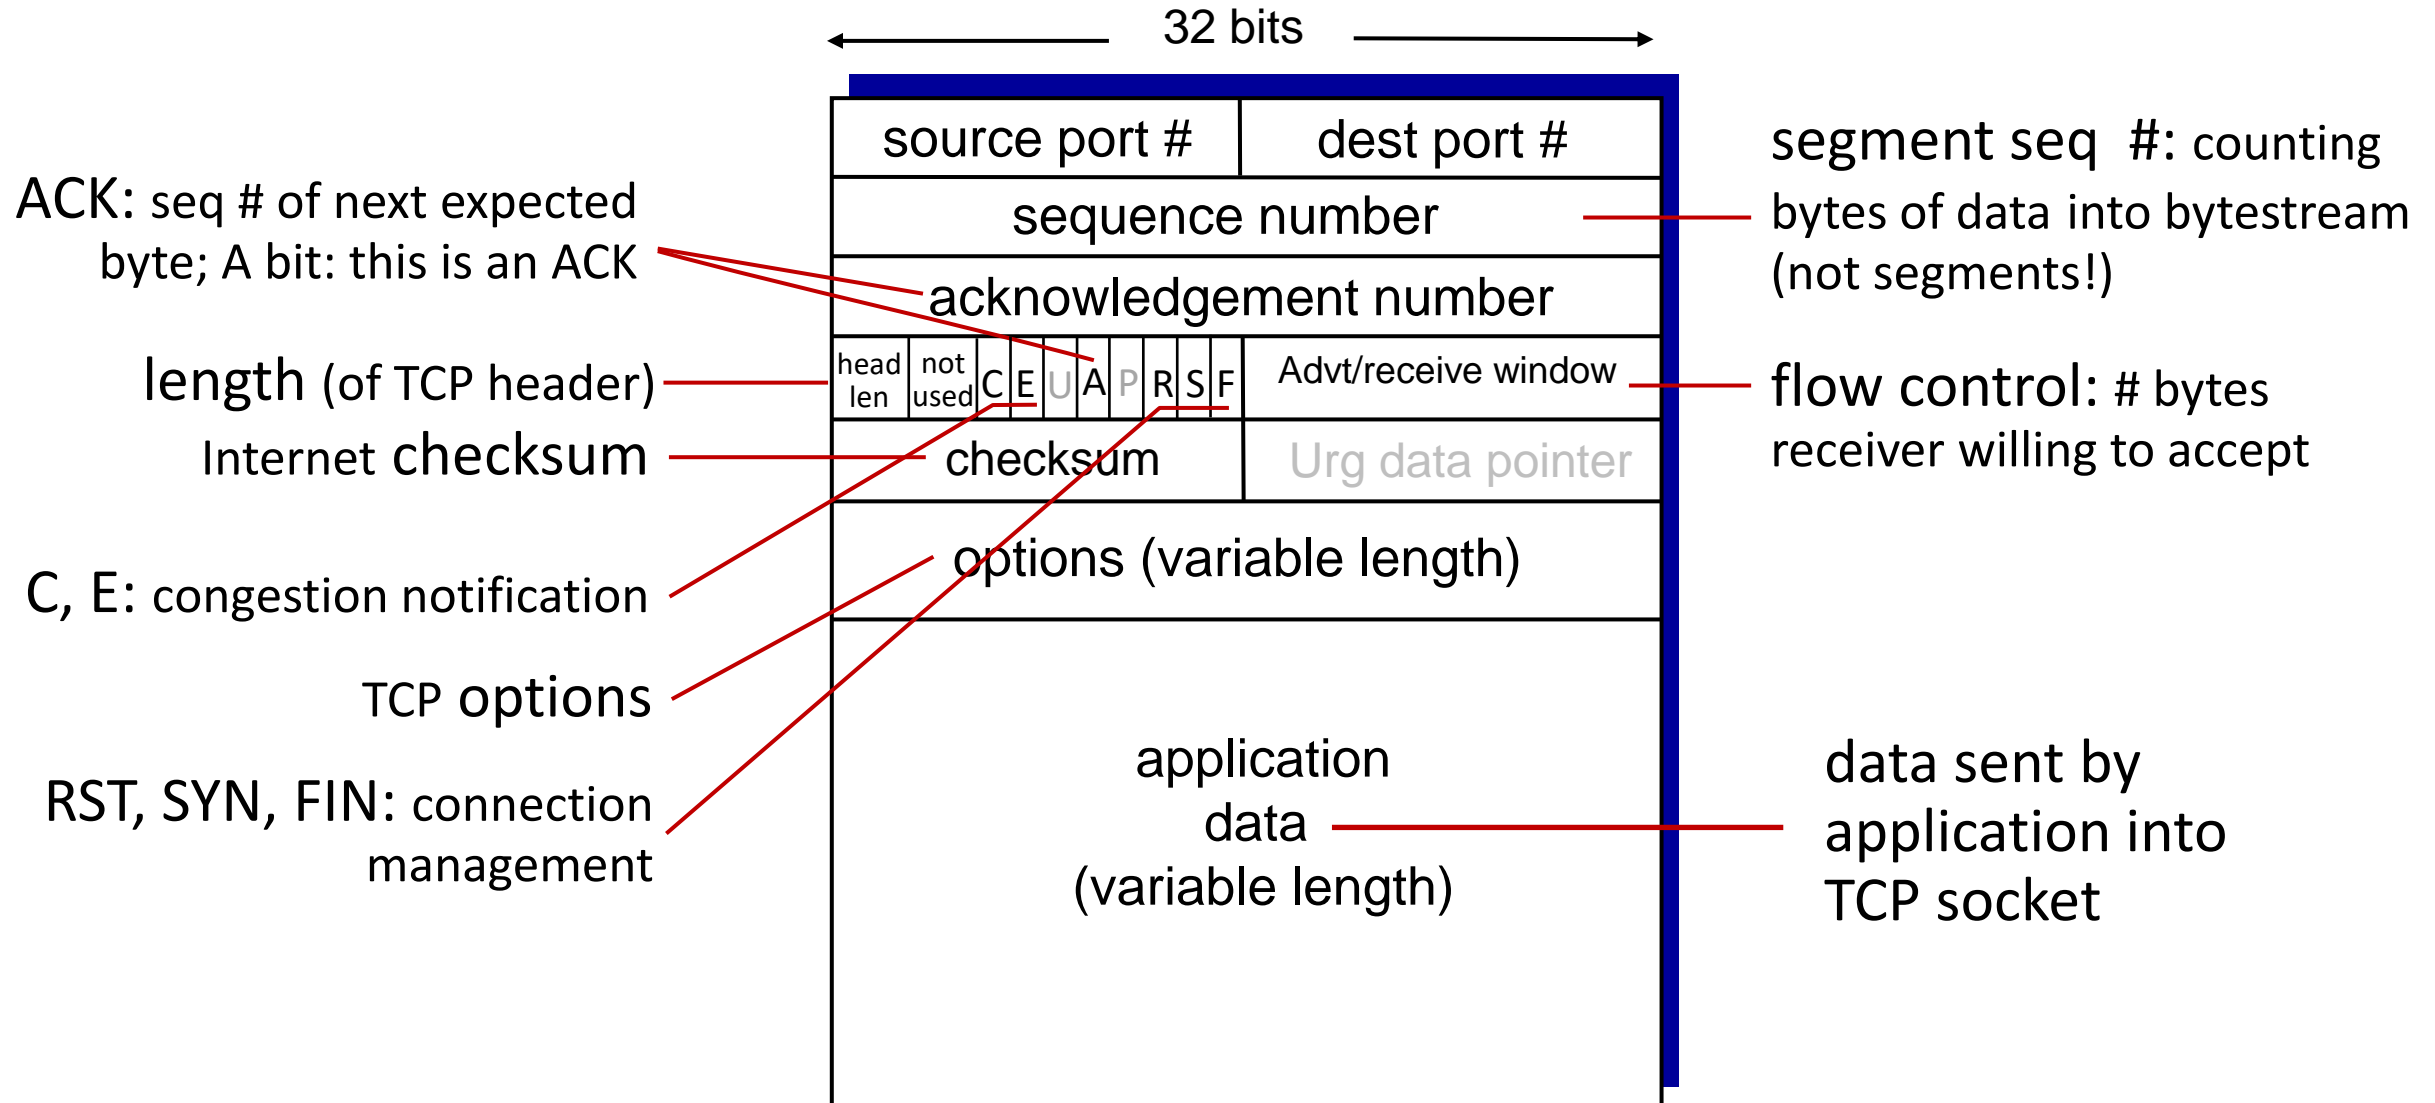 32 bits
source port #
dest port #
sequence number
acknowledgement number
head
len
not
used
C
E
U
A
P
R
S
F
Advt/receive window
checksum
Urg data pointer
options (variable length)
application
data
(variable length)
ACK: seq # of next expected
byte; A bit: this is an ACK
length (of TCP header)
Internet checksum
C, E: congestion notification
TCP options
RST, SYN, FIN: connection
management
segment seq #: counting
bytes of data into bytestream
(not segments!)
flow control: # bytes
receiver willing to accept
data sent by
application into
TCP socket